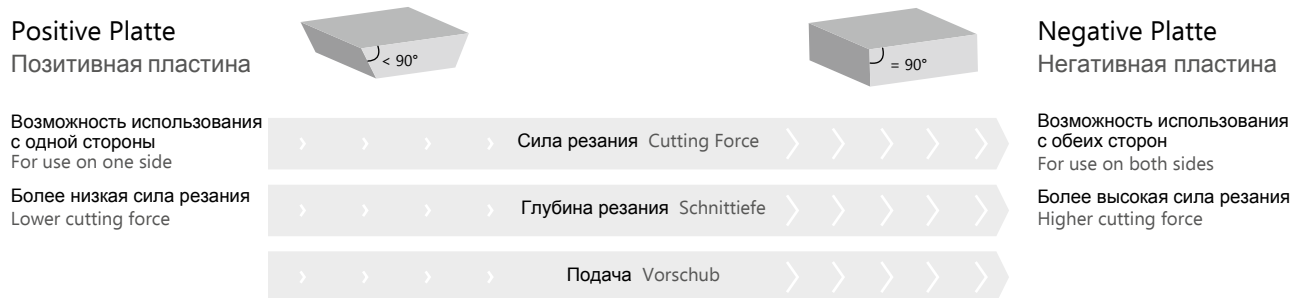 Positive Platte
Позитивная пластина
< 90°
= 90°
Negative Platte
Негативная пластина
Возможность использования
с одной стороны
For use on one side
Более низкая сила резания
Lower cutting force
Сила резания Cutting Force
Глубина резания Schnittiefe
Подача Vorschub
Возможность использования
с обеих сторон
For use on both sides
Более высокая сила резания
Higher cutting force